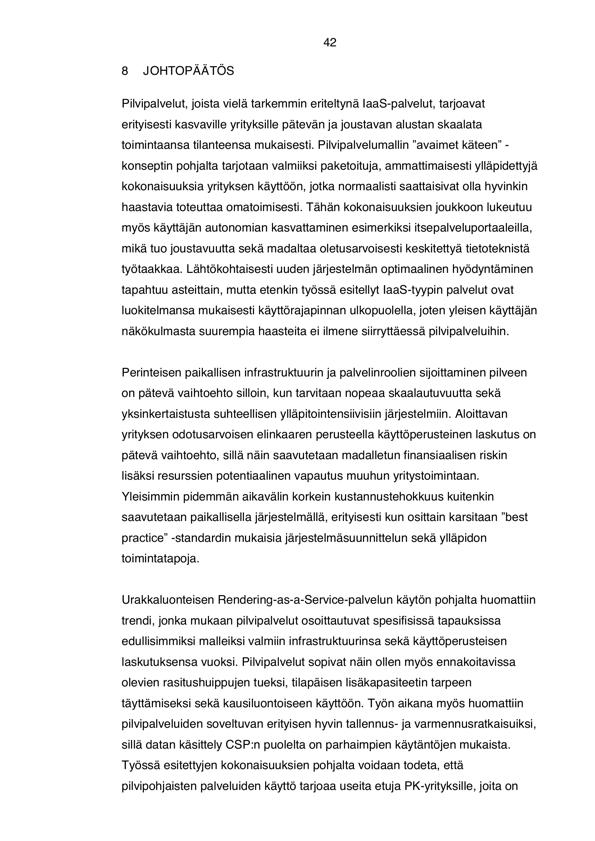 42
8 JOHTOPÄÄTÖS
Pilvipalvelut, joista vielä tarkemmin eriteltynä IaaS-palvelut, tarjoavat
erityisesti kasvaville yrityksille pätevän ja joustavan alustan skaalata
toimintaansa tilanteensa mukaisesti. Pilvipalvelumallin ”avaimet käteen” -
konseptin pohjalta tarjotaan valmiiksi paketoituja, ammattimaisesti ylläpidettyjä
kokonaisuuksia yrityksen käyttöön, jotka normaalisti saattaisivat olla hyvinkin
haastavia toteuttaa omatoimisesti. Tähän kokonaisuuksien joukkoon lukeutuu
myös käyttäjän autonomian kasvattaminen esimerkiksi itsepalveluportaaleilla,
mikä tuo joustavuutta sekä madaltaa oletusarvoisesti keskitettyä tietoteknistä
työtaakkaa. Lähtökohtaisesti uuden järjestelmän optimaalinen hyödyntäminen
tapahtuu asteittain, mutta etenkin työssä esitellyt IaaS-tyypin palvelut ovat
luokitelmansa mukaisesti käyttörajapinnan ulkopuolella, joten yleisen käyttäjän
näkökulmasta suurempia haasteita ei ilmene siirryttäessä pilvipalveluihin.
Perinteisen paikallisen infrastruktuurin ja palvelinroolien sijoittaminen pilveen
on pätevä vaihtoehto silloin, kun tarvitaan nopeaa skaalautuvuutta sekä
yksinkertaistusta suhteellisen ylläpitointensiivisiin järjestelmiin. Aloittavan
yrityksen odotusarvoisen elinkaaren perusteella käyttöperusteinen laskutus on
pätevä vaihtoehto, sillä näin saavutetaan madalletun finansiaalisen riskin
lisäksi resurssien potentiaalinen vapautus muuhun yritystoimintaan.
Yleisimmin pidemmän aikavälin korkein kustannustehokkuus kuitenkin
saavutetaan paikallisella järjestelmällä, erityisesti kun osittain karsitaan ”best
practice” -standardin mukaisia järjestelmäsuunnittelun sekä ylläpidon
toimintatapoja.
Urakkaluonteisen Rendering-as-a-Service-palvelun käytön pohjalta huomattiin
trendi, jonka mukaan pilvipalvelut osoittautuvat spesifisissä tapauksissa
edullisimmiksi malleiksi valmiin infrastruktuurinsa sekä käyttöperusteisen
laskutuksensa vuoksi. Pilvipalvelut sopivat näin ollen myös ennakoitavissa
olevien rasitushuippujen tueksi, tilapäisen lisäkapasiteetin tarpeen
täyttämiseksi sekä kausiluontoiseen käyttöön. Työn aikana myös huomattiin
pilvipalveluiden soveltuvan erityisen hyvin tallennus- ja varmennusratkaisuiksi,
sillä datan käsittely CSP:n puolelta on parhaimpien käytäntöjen mukaista.
Työssä esitettyjen kokonaisuuksien pohjalta voidaan todeta, että
pilvipohjaisten palveluiden käyttö tarjoaa useita etuja PK-yrityksille, joita on